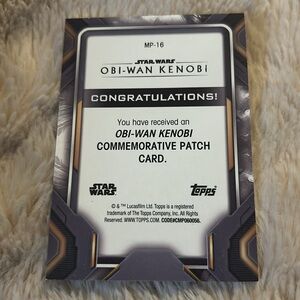 MP-16
STAR WARS
OBI-WAN KENOBI
CONGRATULATIONS!
You have received an
OBI-WAN KENOBI
COMMEMORATIVE PATCH
CARD.
STAR WARS
Topps
© & ™ Lucasfilm Ltd. Topps is a registered
trademark of The Topps Company, Inc. All Rights
Reserved. WWW.TOPPS.COM. CODE#CMP060056.